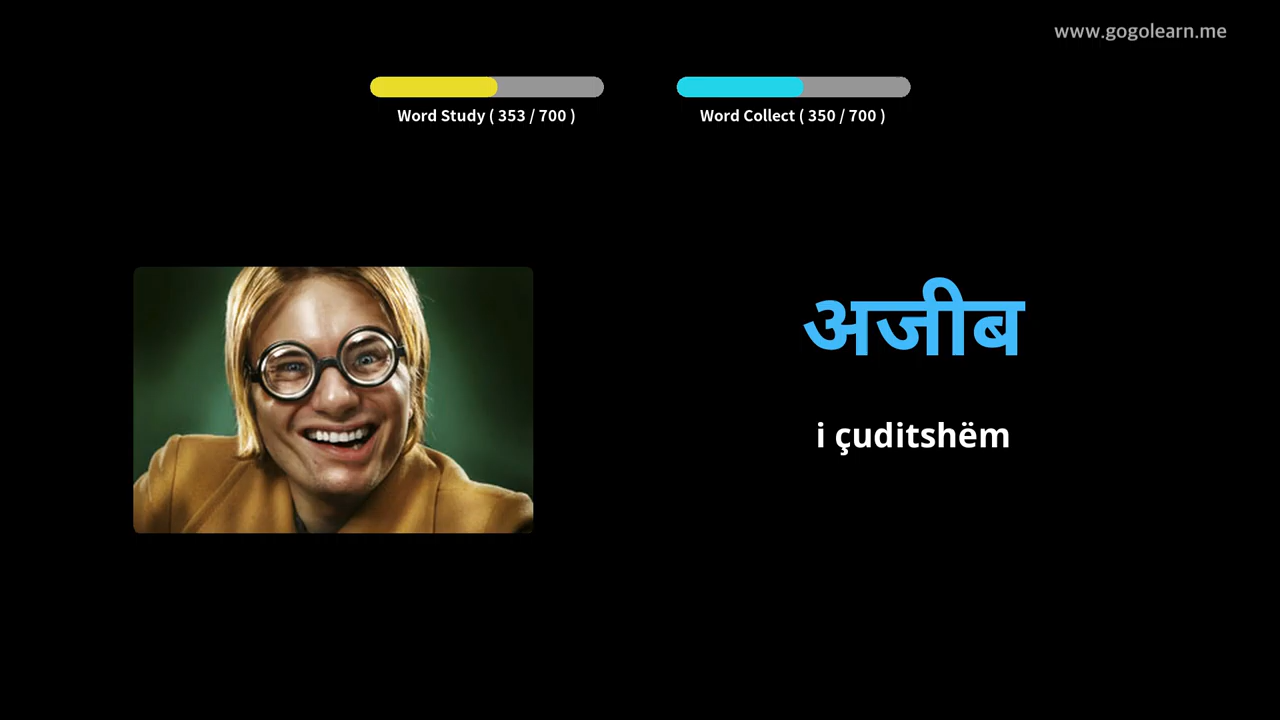 www.gogolearn.me
Word Study ( 353 / 700 )
Word Collect ( 350 / 700 )
अजीब
i çuditshëm